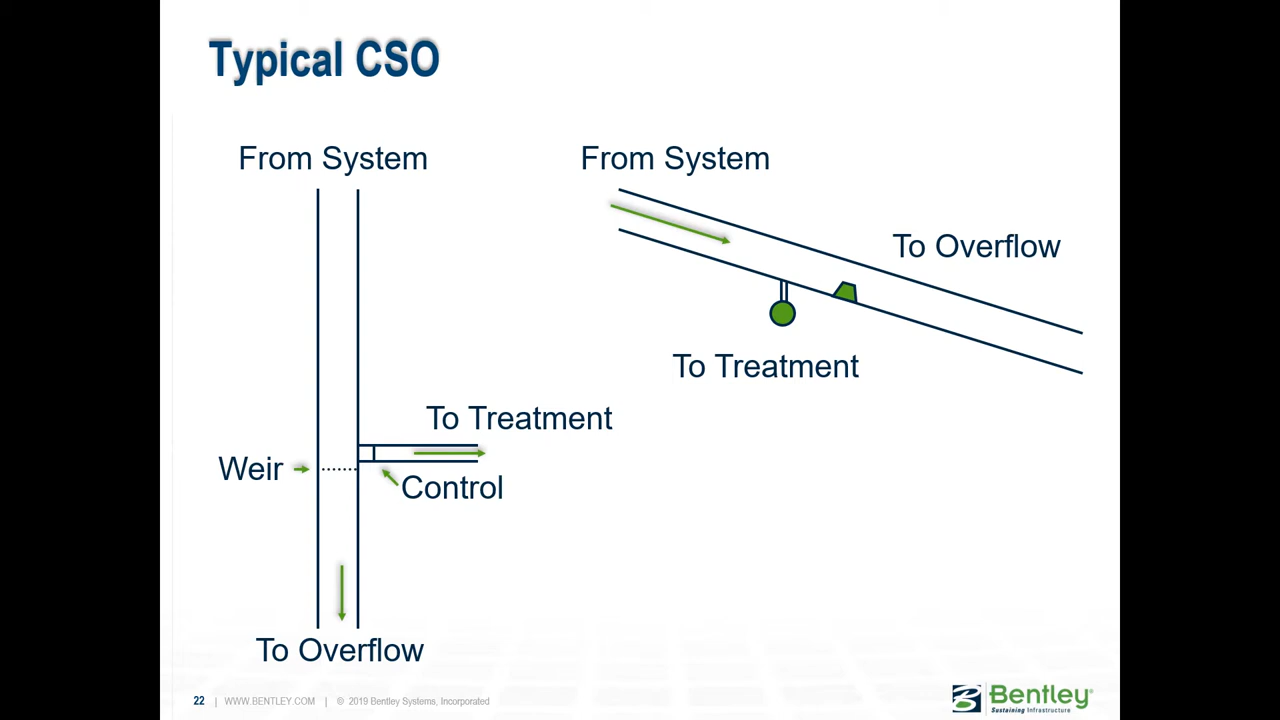 Typical CSO
From System
From System
To Overflow
To Treatment
To Treatment
Weir
Control
To Overflow
22 | WWW.BENTLEY.COM | © 2019 Bentley Systems, Incorporated
Bentley®
Sustaining Infrastructure